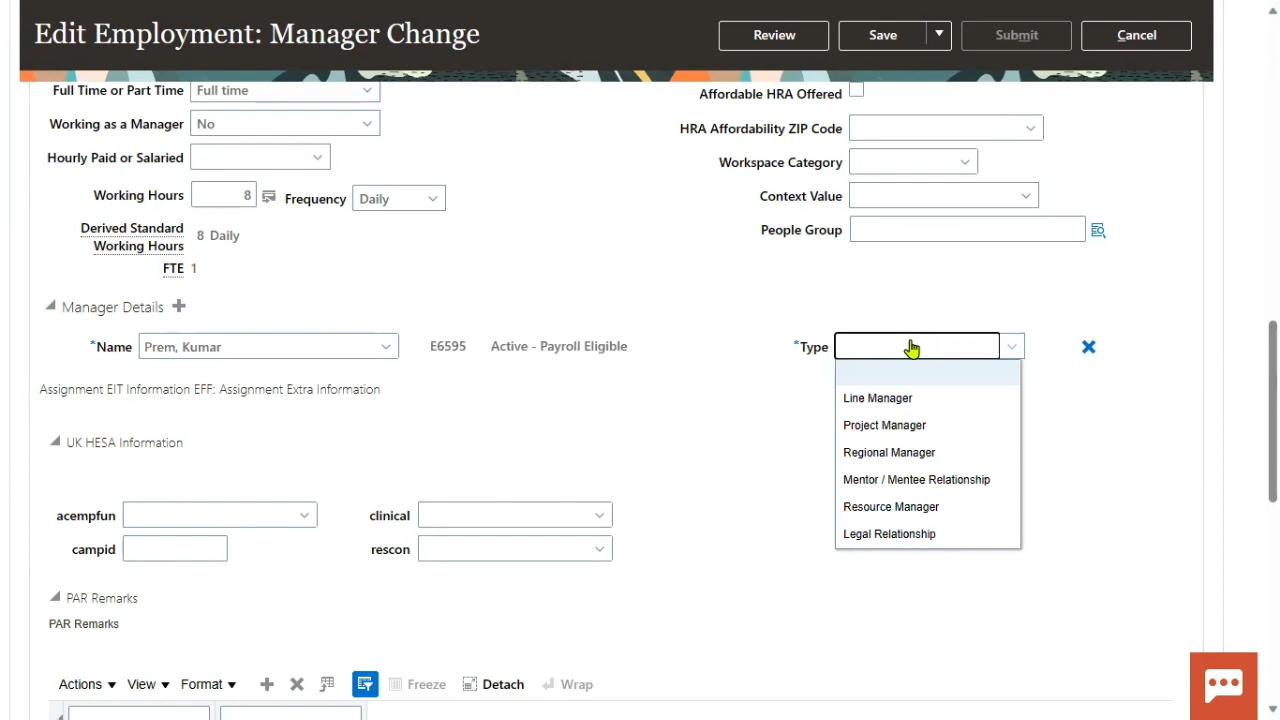 Edit Employment: Manager Change
Review
Save
Submit
Cancel
Full Time or Part Time Full time
Affordable HRA Offered
Working as a Manager No
HRA Affordability ZIP Code
Hourly Paid or Salaried
Workspace Category
Working Hours 8 Frequency Daily
Context Value
Derived Standard
Working Hours
8 Daily
People Group
FTE 1
Manager Details
*Name Prem, Kumar E6595 Active - Payroll Eligible *Type
Line Manager
Project Manager
Regional Manager
Mentor / Mentee Relationship
Resource Manager
Legal Relationship
Assignment EIT Information EFF: Assignment Extra Information
UK HESA Information
acempfun clinical
campid rescon
PAR Remarks
PAR Remarks
Actions View Format Freeze Detach Wrap